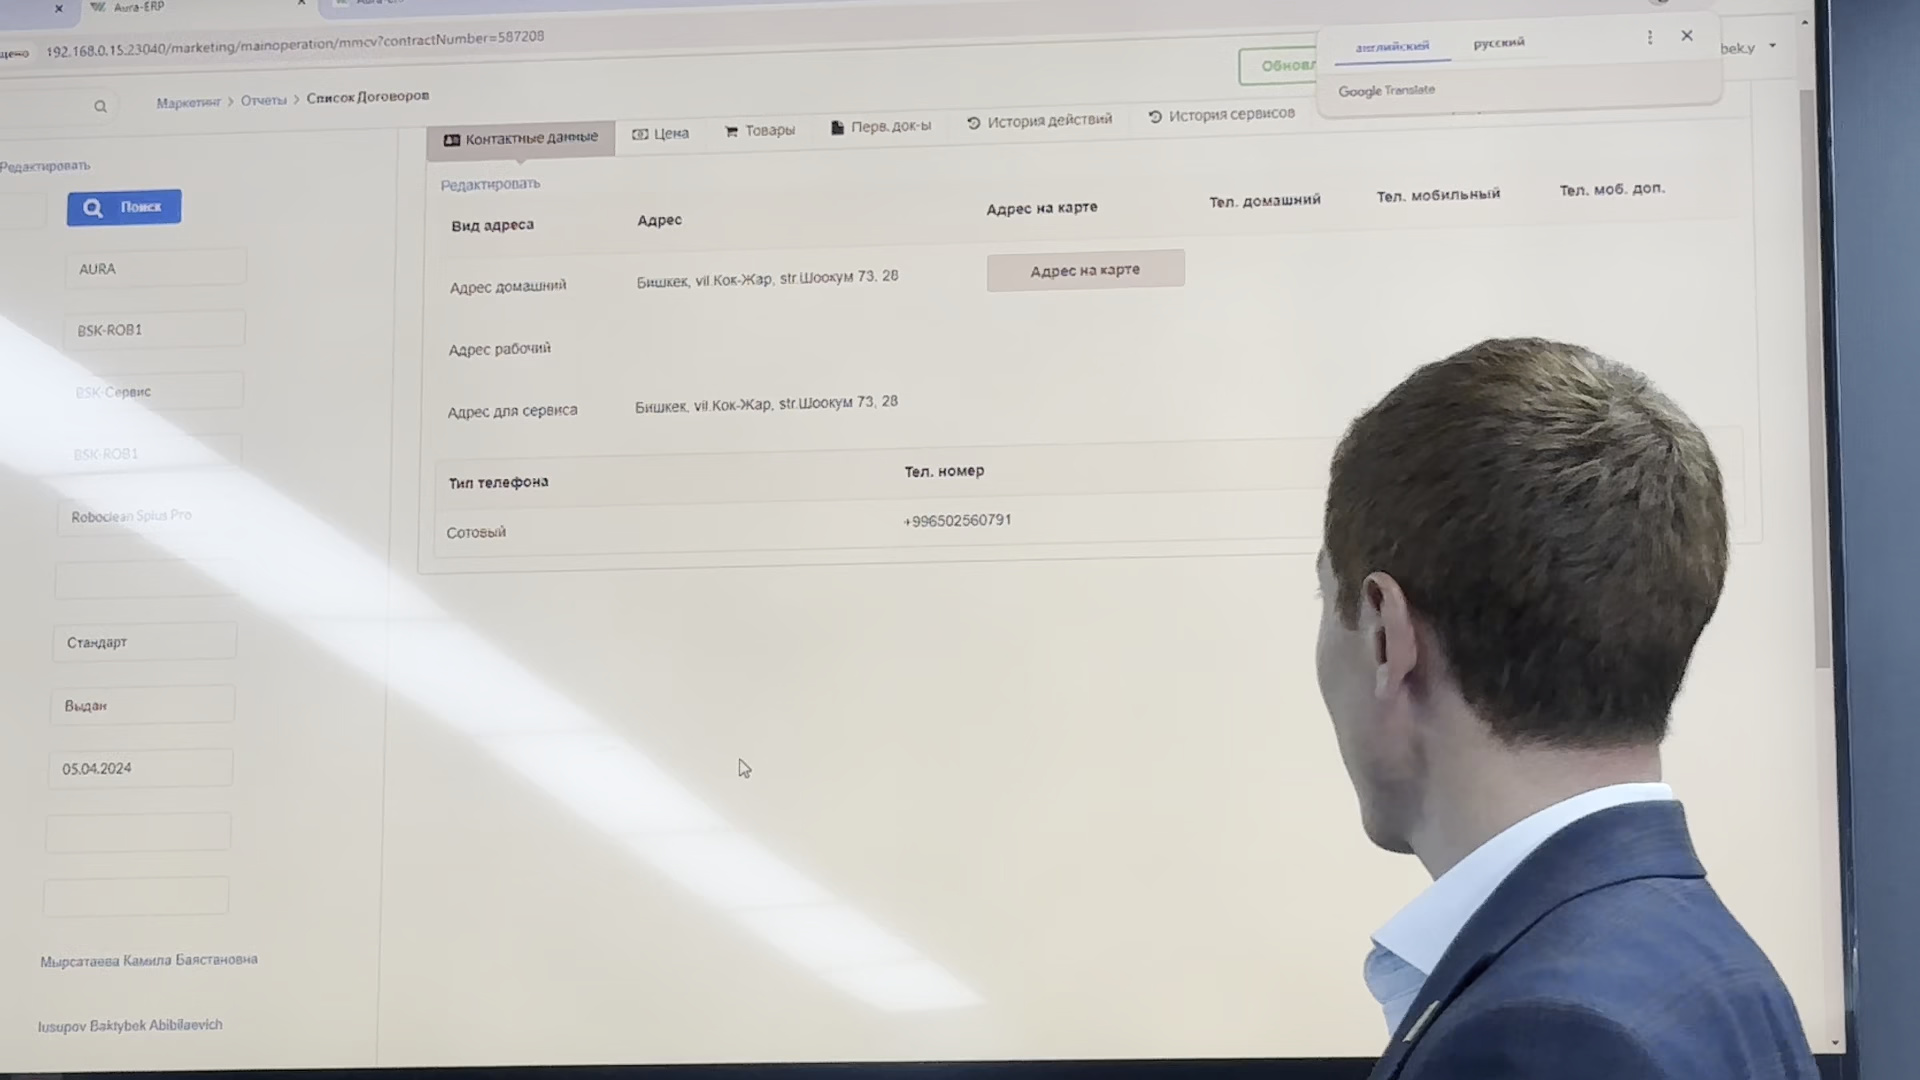 Aura-ERP
192.168.0.15:23040/marketing/mainoperation/mmcv?contractNumber=587208
Маркетинг > Отчеты > Список Договоров
английский русский
Google Translate
bek.y
Контактные данные Цена Товары Перв. док-ы История действий История сервисов
Редактировать
Редактировать
Поиск
Вид адреса Адрес Адрес на карте Тел. домашний Тел. мобильный Тел. моб. доп.
AURA
Адрес домашний Бишкек, vil.Кок-Жар, str.Шоокум 73, 28 Адрес на карте
BSK-ROB1
Адрес рабочий
BSK-Сервис
Адрес для сервиса Бишкек, vil.Кок-Жар, str.Шоокум 73, 28
BSK-ROB1
Тип телефона Тел. номер
Roboclean Splus Pro
Сотовый +996502560791
Стандарт
Выдан
05.04.2024
Мырсатаева Камила Баястановна
Iusupov Baktybek Abibilaevich